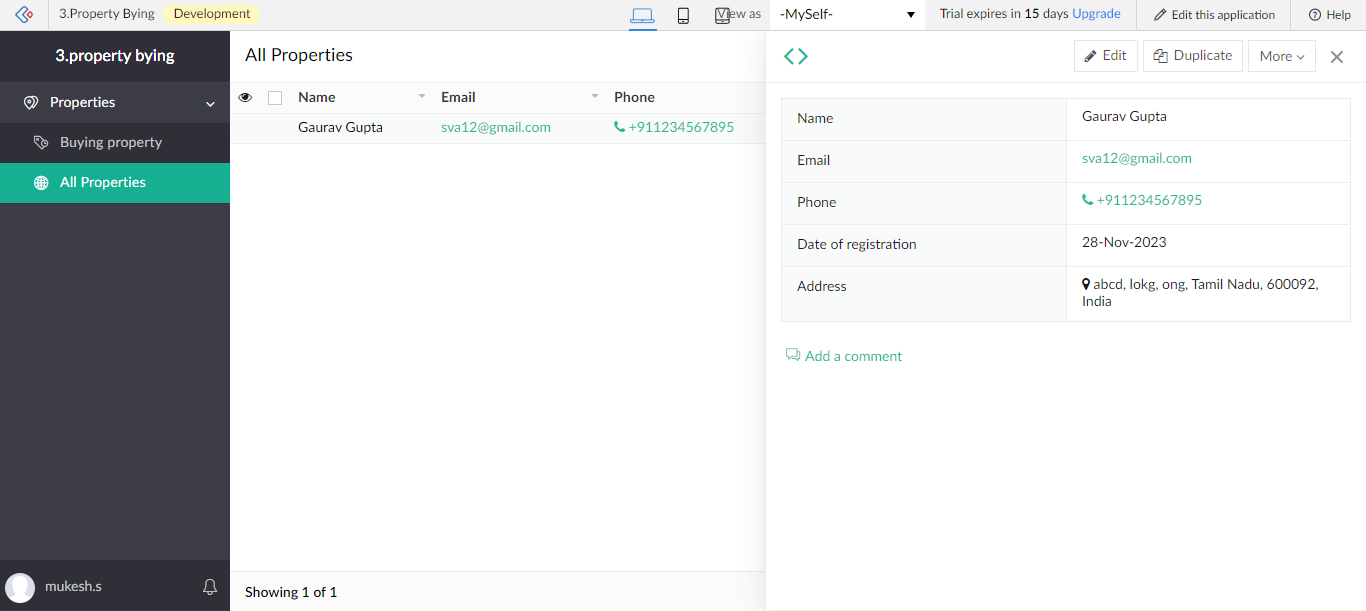 3.Property Bying Development View as -MySelf- Trial expires in 15 days Upgrade Edit this application Help
3.property bying
Properties
Buying property
All Properties
mukesh.s
All Properties
Name Email Phone
Gaurav Gupta sva12@gmail.com +911234567895
Showing 1 of 1
Edit Duplicate More
Name Gaurav Gupta
Email sva12@gmail.com
Phone +911234567895
Date of registration 28-Nov-2023
Address abcd, lokg, ong, Tamil Nadu, 600092,
India
Add a comment